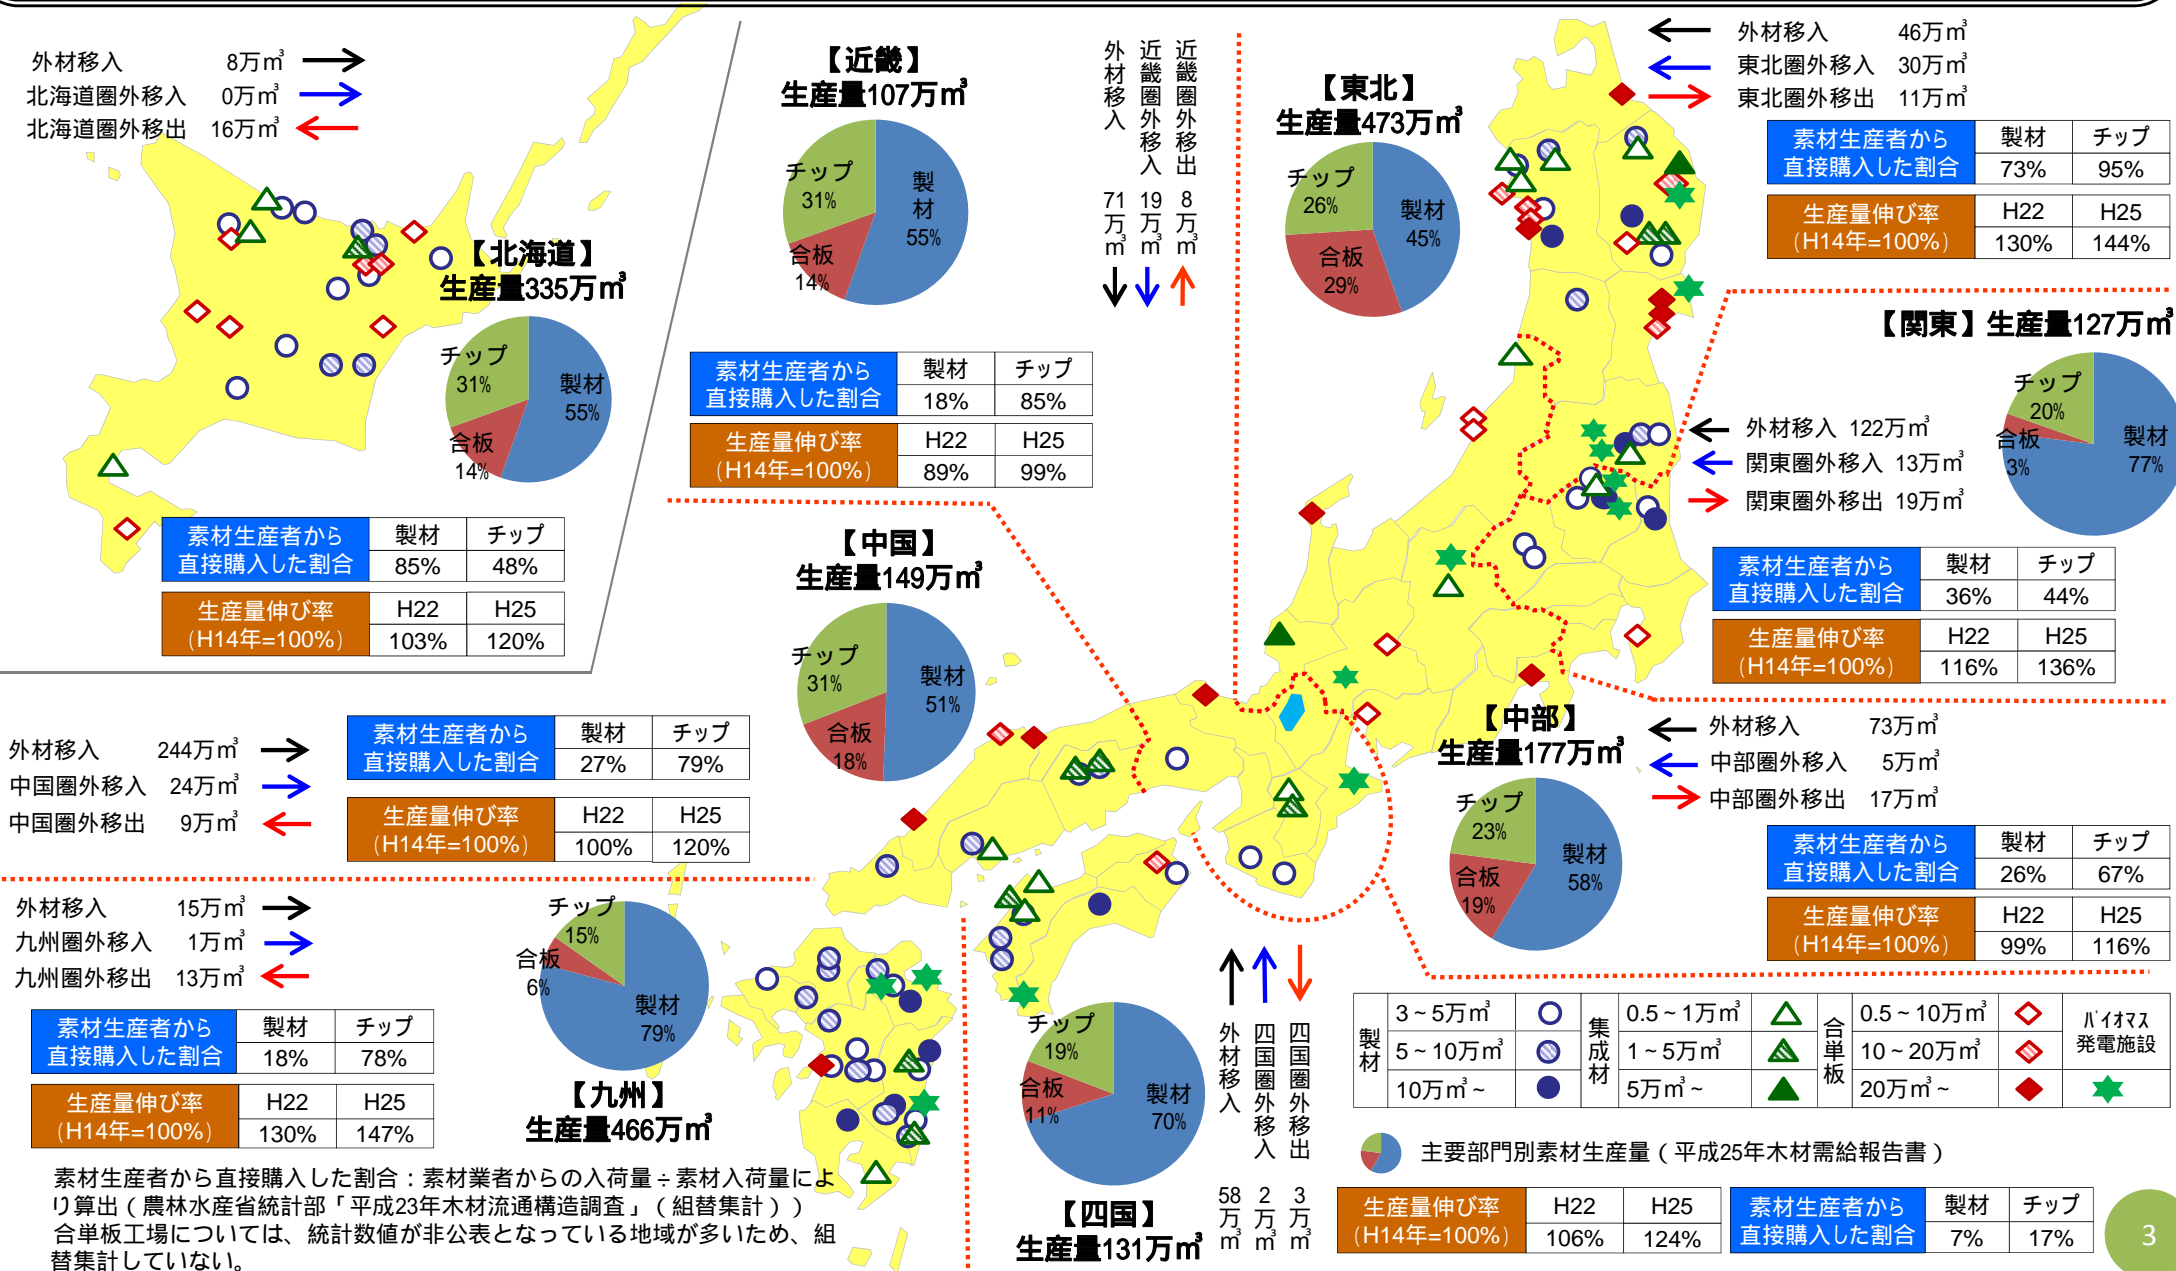 外材移入 8万㎥
北海道圏外移入 0万㎥
北海道圏外移出 16万㎥
【北海道】
生産量335万㎥
チップ
31%
製材
55%
合板
14%
素材生産者から
直接購入した割合
製材 チップ
85% 48%
生産量伸び率
(H14年=100%)
H22 H25
103% 120%
【近畿】
生産量107万㎥
チップ
31%
製材
55%
合板
14%
外材移入 71万㎥
近畿圏外移入 19万㎥
近畿圏外移出 8万㎥
素材生産者から
直接購入した割合
製材 チップ
18% 85%
生産量伸び率
(H14年=100%)
H22 H25
89% 99%
【東北】
生産量473万㎥
チップ
26%
製材
45%
合板
29%
外材移入 46万㎥
東北圏外移入 30万㎥
東北圏外移出 11万㎥
素材生産者から
直接購入した割合
製材 チップ
73% 95%
生産量伸び率
(H14年=100%)
H22 H25
130% 144%
【関東】生産量127万㎥
チップ
20%
合板
3%
製材
77%
外材移入 122万㎥
関東圏外移入 13万㎥
関東圏外移出 19万㎥
素材生産者から
直接購入した割合
製材 チップ
36% 44%
生産量伸び率
(H14年=100%)
H22 H25
116% 136%
【中国】
生産量149万㎥
チップ
31%
製材
51%
合板
18%
外材移入 244万㎥
中国圏外移入 24万㎥
中国圏外移出 9万㎥
素材生産者から
直接購入した割合
製材 チップ
27% 79%
生産量伸び率
(H14年=100%)
H22 H25
100% 120%
【中部】
生産量177万㎥
チップ
23%
製材
58%
合板
19%
外材移入 73万㎥
中部圏外移入 5万㎥
中部圏外移出 17万㎥
素材生産者から
直接購入した割合
製材 チップ
26% 67%
生産量伸び率
(H14年=100%)
H22 H25
99% 116%
外材移入 15万㎥
九州圏外移入 1万㎥
九州圏外移出 13万㎥
チップ
15%
合板
6%
製材
79%
【九州】
生産量466万㎥
素材生産者から
直接購入した割合
製材 チップ
18% 78%
生産量伸び率
(H14年=100%)
H22 H25
130% 147%
チップ
19%
合板
11%
製材
70%
【四国】
生産量131万㎥
外材移入 58万㎥
四国圏外移入 2万㎥
四国圏外移出 3万㎥
生産量伸び率
(H14年=100%)
H22 H25
106% 124%
素材生産者から
直接購入した割合
製材 チップ
7% 17%
製材
3~5万㎥
5~10万㎥
10万㎥~
集成材
0.5~1万㎥
1~5万㎥
5万㎥~
合単板
0.5~10万㎥
10~20万㎥
20万㎥~
バイオマス
発電施設
主要部門別素材生産量(平成25年木材需給報告書)
素材生産者から直接購入した割合:素材業者からの入荷量÷素材入荷量によ
り算出(農林水産省統計部「平成23年木材流通構造調査」(組替集計))
合単板工場については、統計数値が非公表となっている地域が多いため、組
替集計していない。
3